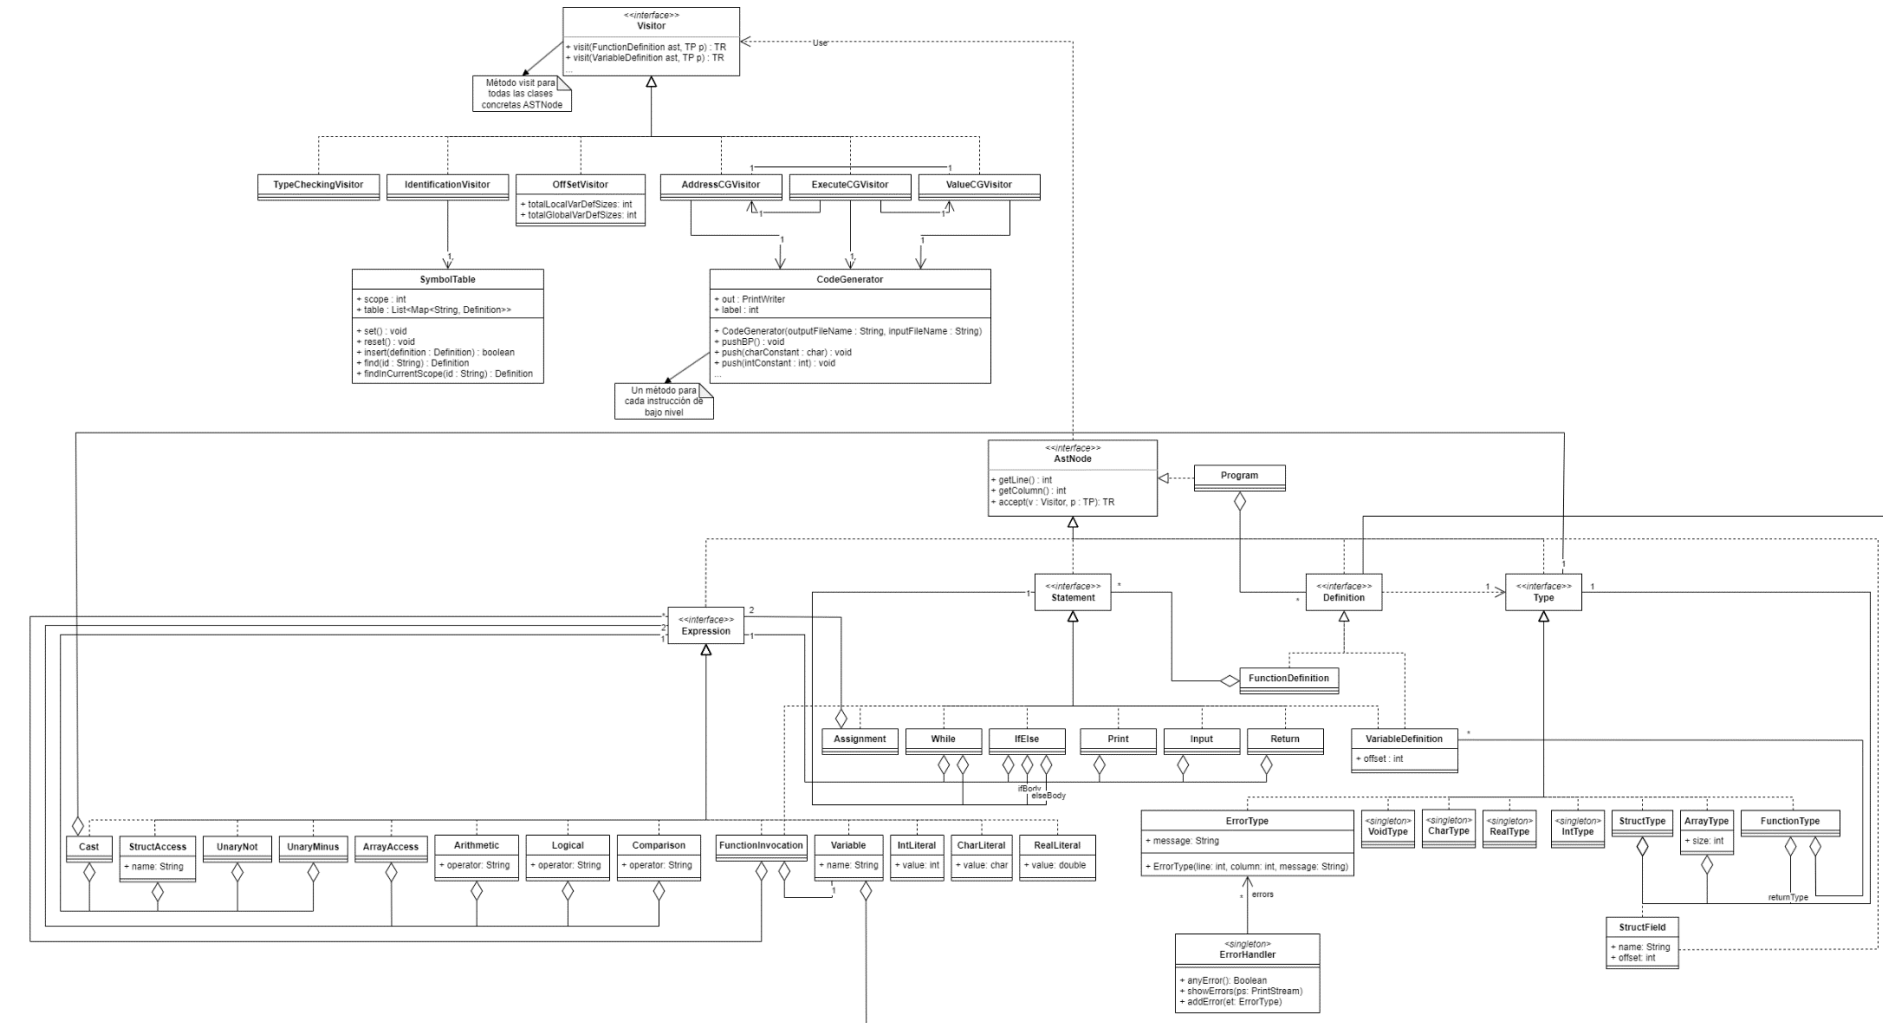 <<interface>>
Visitor
+ visit(FunctionDefinition ast, TP p) : TR
+ visit(VariableDefinition ast, TP p) : TR
...
Use
Método visit para
todas las clases
concretas ASTNode
TypeCheckingVisitor
IdentificationVisitor
OffSetVisitor
+ totalLocalVarDefSizes: int
+ totalGlobalVarDefSizes: int
AddressCGVisitor
ExecuteCGVisitor
ValueCGVisitor
1
1
1
1
1
1
1
1
SymbolTable
+ scope : int
+ table : List<Map<String, Definition>>
+ set() : void
+ reset() : void
+ insert(definition : Definition) : boolean
+ find(id : String) : Definition
+ findInCurrentScope(id : String) : Definition
CodeGenerator
+ out : PrintWriter
+ label : int
+ CodeGenerator(outputFileName : String, inputFileName : String)
+ pushBP() : void
+ push(charConstant : char) : void
+ push(intConstant : int) : void
...
Un método para
cada instrucción de
bajo nivel
<<interface>>
AstNode
+ getLine() : int
+ getColumn() : int
+ accept(v : Visitor, p : TP): TR
Program
1
<<interface>>
Statement
1
*
<<interface>>
Definition
*
1
<<interface>>
Type
1
<<interface>>
Expression
*
2
1
2
1
FunctionDefinition
Assignment
While
IfElse
Print
Input
Return
VariableDefinition
+ offset : int
*
ifBody
elseBody
Cast
StructAccess
+ name: String
UnaryNot
UnaryMinus
ArrayAccess
Arithmetic
+ operator: String
Logical
+ operator: String
Comparison
+ operator: String
FunctionInvocation
Variable
+ name: String
1
IntLiteral
+ value: int
CharLiteral
+ value: char
RealLiteral
+ value: double
ErrorType
+ message: String
+ ErrorType(line: int, column: int, message: String)
<singleton>
VoidType
<singleton>
CharType
<singleton>
RealType
<singleton>
IntType
StructType
ArrayType
+ size: int
FunctionType
returnType
* errors
<singleton>
ErrorHandler
+ anyError(): Boolean
+ showErrors(ps: PrintStream)
+ addError(et: ErrorType)
StructField
+ name: String
+ offset: int